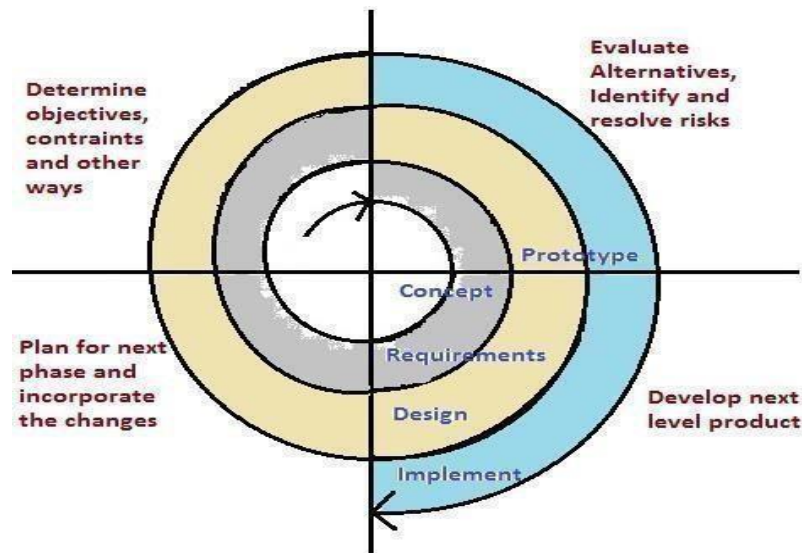 Determine
objectives,
contraints
and other
ways
Evaluate
Alternatives,
Identify and
resolve risks
Prototype
Concept
Requirements
Design
Implement
Plan for next
phase and
incorporate
the changes
Develop next
level product